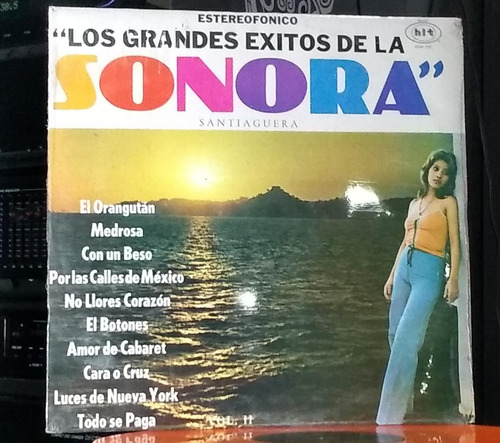 ESTEREOFONICO
"LOS GRANDES EXITOS DE LA
SONORA"
SANTIAGUERA
hlt
El Orangután
Medrosa
Con un Beso
Por las Calles de México
No Llores Corazón
El Botones
Amor de Cabaret
Cara o Cruz
Luces de Nueva York
Todo se Paga
VOL. II